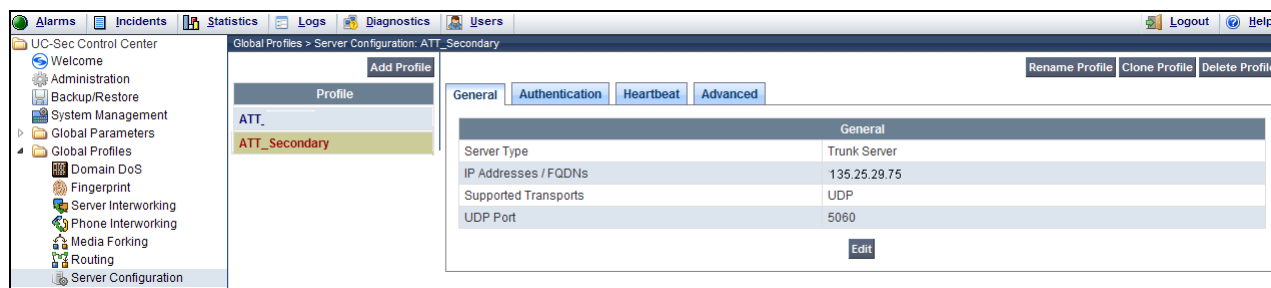 Alarms Incidents Statistics Logs Diagnostics Users Logout Help
UC-Sec Control Center
Welcome
Administration
Backup/Restore
System Management
Global Parameters
Global Profiles
Domain DoS
Fingerprint
Server Interworking
Phone Interworking
Media Forking
Routing
Server Configuration
Global Profiles > Server Configuration: ATT_Secondary
Add Profile
Profile
ATT_
ATT_Secondary
Rename Profile Clone Profile Delete Profile
General Authentication Heartbeat Advanced
General
Server Type Trunk Server
IP Addresses / FQDNs 135.25.29.75
Supported Transports UDP
UDP Port 5060
Edit